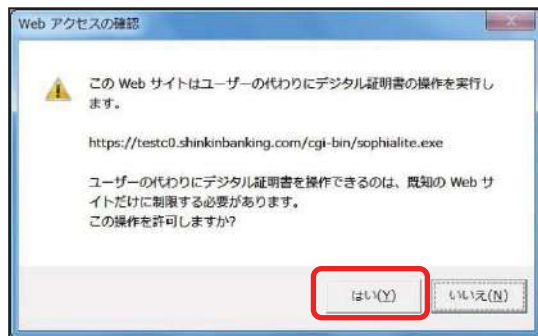 Web アクセスの確認
この Web サイトはユーザーの代わりにデジタル証明書の操作を実行し
ます。
https://testc0.shinkinbanking.com/cgi-bin/sophialite.exe
ユーザーの代わりにデジタル証明書を操作できるのは、既知の Web サ
イトだけに制限する必要があります。
この操作を許可しますか?
はい(Y)
いいえ(N)